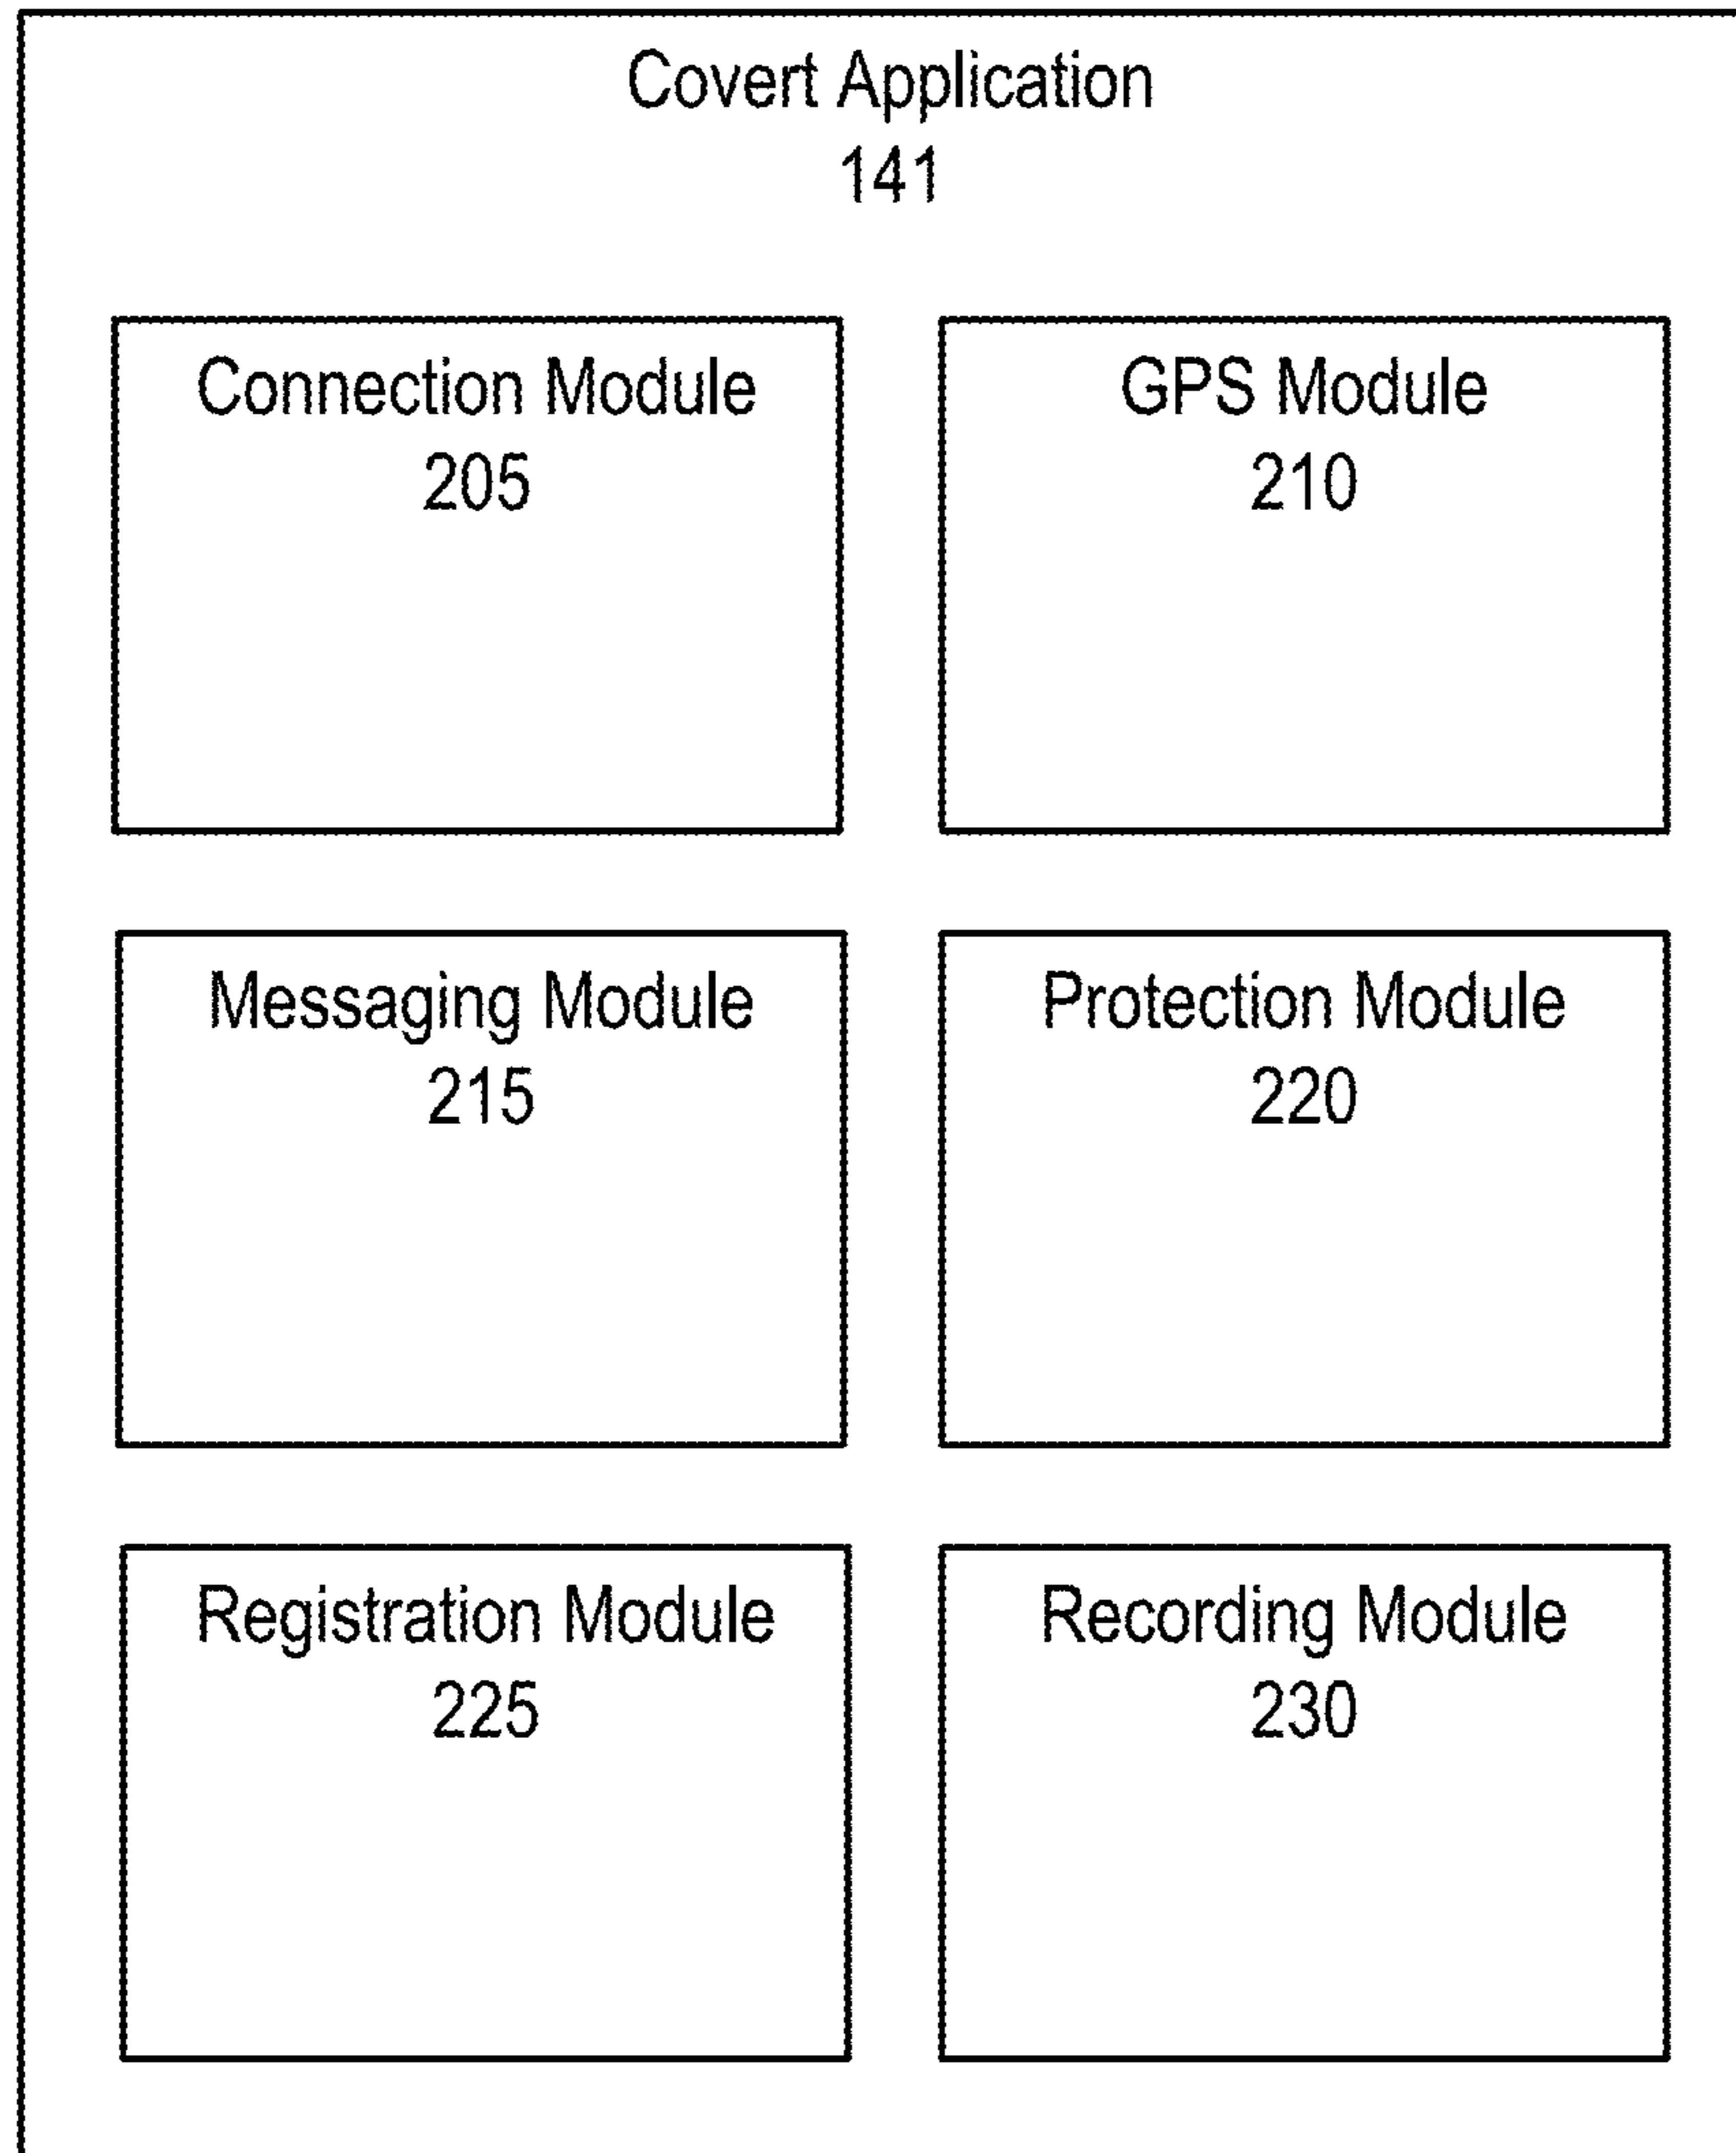 Covert Application
141
Connection Module
205
GPS Module
210
Messaging Module
215
Protection Module
220
Registration Module
225
Recording Module
230